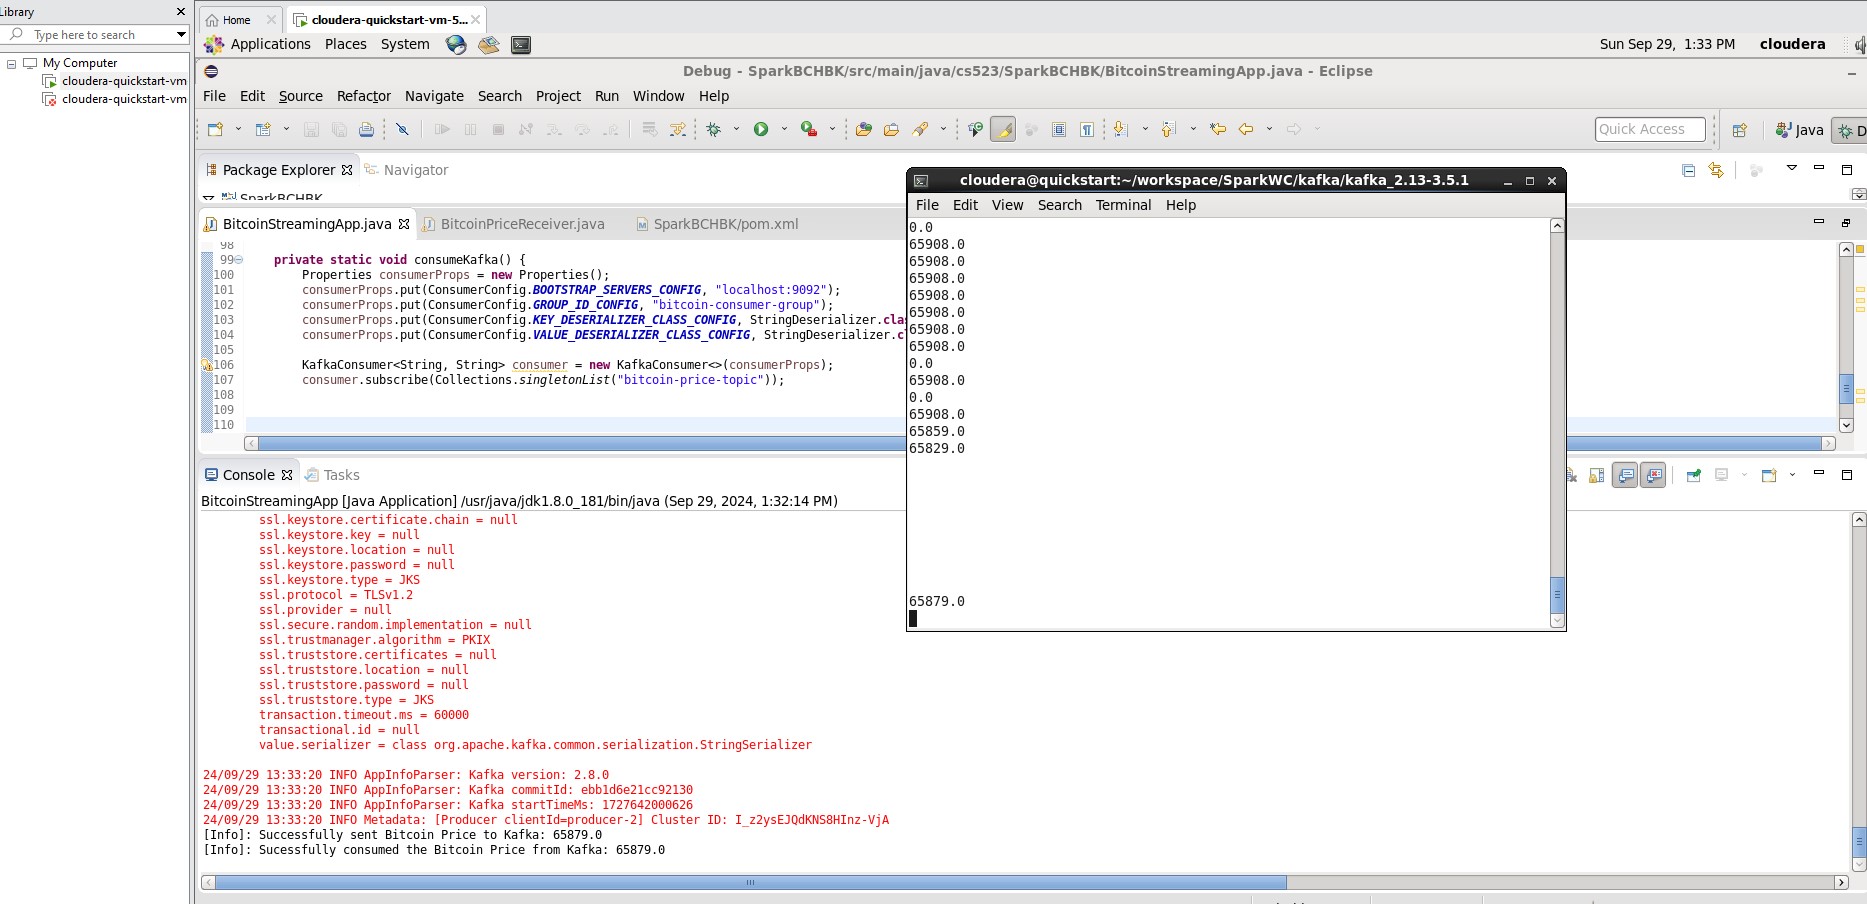 Library
Type here to search
My Computer
cloudera-quickstart-vm
cloudera-quickstart-vm
Home
cloudera-quickstart-vm-5...
Applications Places System
Sun Sep 29, 1:33 PM cloudera
Debug - SparkBCHBK/src/main/java/cs523/SparkBCHBK/BitcoinStreamingApp.java - Eclipse
File Edit Source Refactor Navigate Search Project Run Window Help
Quick Access
Java
D
Package Explorer
Navigator
SparkBCHBK
BitcoinStreamingApp.java
BitcoinPriceReceiver.java
SparkBCHBK/pom.xml
98
99 private static void consumeKafka() {
100 Properties consumerProps = new Properties();
101 consumerProps.put(ConsumerConfig.BOOTSTRAP_SERVERS_CONFIG, "localhost:9092");
102 consumerProps.put(ConsumerConfig.GROUP_ID_CONFIG, "bitcoin-consumer-group");
103 consumerProps.put(ConsumerConfig.KEY_DESERIALIZER_CLASS_CONFIG, StringDeserializer.clas
104 consumerProps.put(ConsumerConfig.VALUE_DESERIALIZER_CLASS_CONFIG, StringDeserializer.c
105
106 KafkaConsumer<String, String> consumer = new KafkaConsumer<>(consumerProps);
107 consumer.subscribe(Collections.singletonList("bitcoin-price-topic"));
108
109
110
cloudera@quickstart:~/workspace/SparkWC/kafka/kafka_2.13-3.5.1
File Edit View Search Terminal Help
0.0
65908.0
65908.0
65908.0
65908.0
65908.0
65908.0
65908.0
0.0
65908.0
0.0
65908.0
65859.0
65829.0
65879.0
Console
Tasks
BitcoinStreamingApp [Java Application] /usr/java/jdk1.8.0_181/bin/java (Sep 29, 2024, 1:32:14 PM)
ssl.keystore.certificate.chain = null
ssl.keystore.key = null
ssl.keystore.location = null
ssl.keystore.password = null
ssl.keystore.type = JKS
ssl.protocol = TLSv1.2
ssl.provider = null
ssl.secure.random.implementation = null
ssl.trustmanager.algorithm = PKIX
ssl.truststore.certificates = null
ssl.truststore.location = null
ssl.truststore.password = null
ssl.truststore.type = JKS
transaction.timeout.ms = 60000
transactional.id = null
value.serializer = class org.apache.kafka.common.serialization.StringSerializer
24/09/29 13:33:20 INFO AppInfoParser: Kafka version: 2.8.0
24/09/29 13:33:20 INFO AppInfoParser: Kafka commitId: ebb1d6e21cc92130
24/09/29 13:33:20 INFO AppInfoParser: Kafka startTimeMs: 1727642000626
24/09/29 13:33:20 INFO Metadata: [Producer clientId=producer-2] Cluster ID: I_z2ysEJQdKNS8HInz-VjA
[Info]: Successfully sent Bitcoin Price to Kafka: 65879.0
[Info]: Sucessfully consumed the Bitcoin Price from Kafka: 65879.0